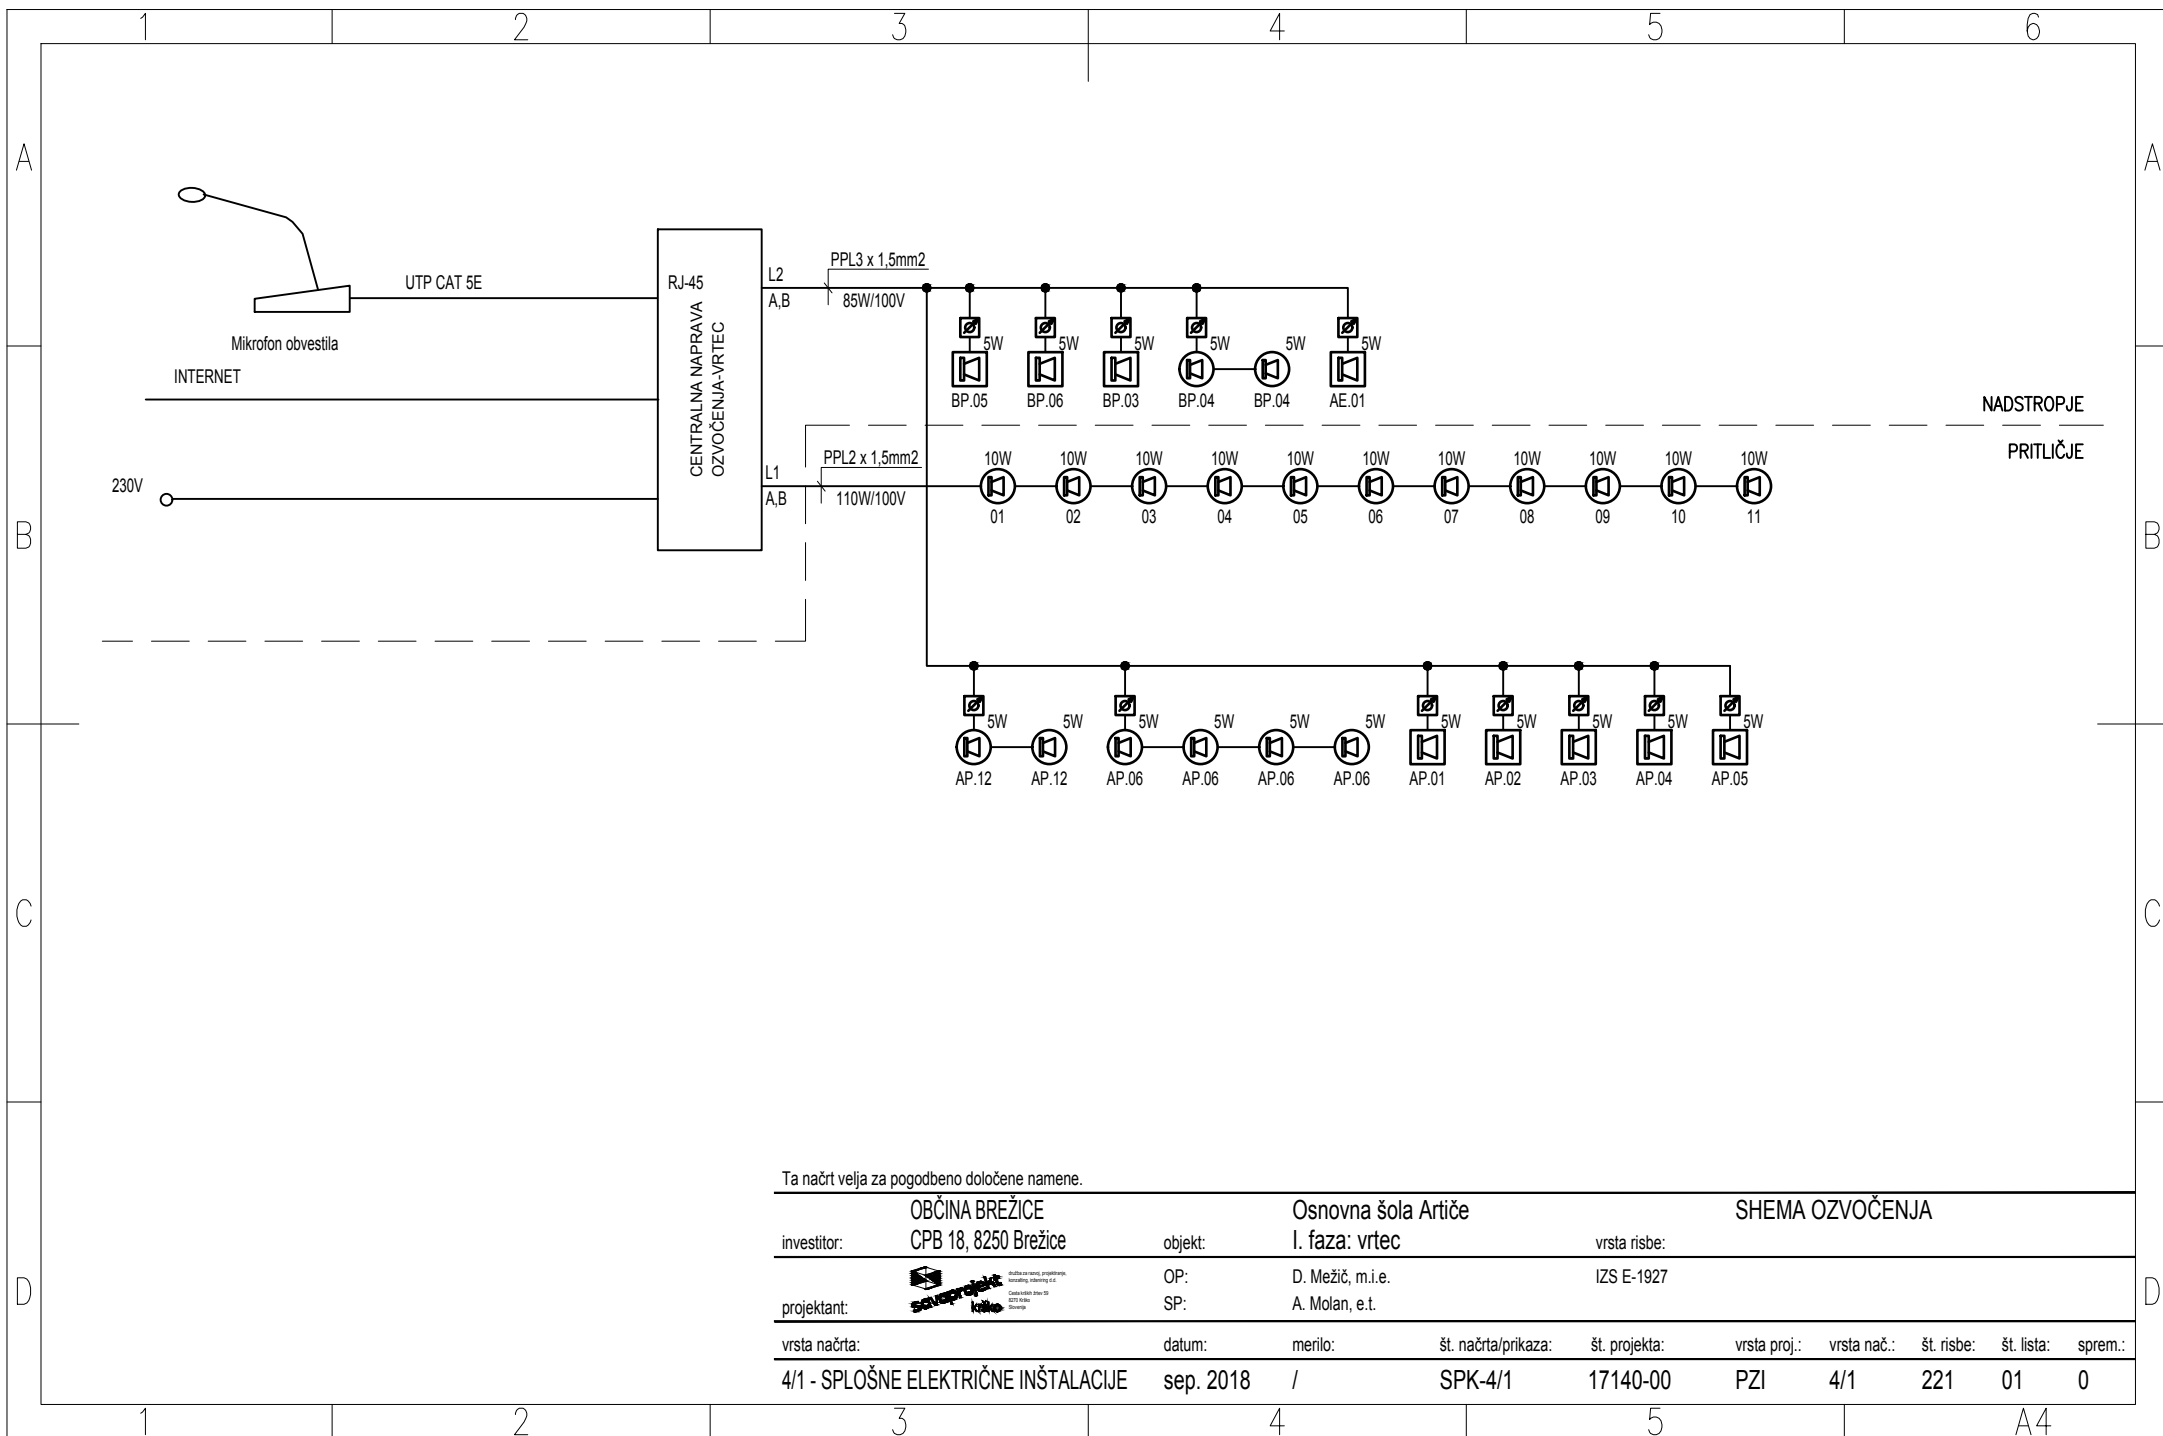 1 2 3 4 5 6
A A
B B
C C
D D
Mikrofon obvestila
UTP CAT 5E
INTERNET
230V
RJ-45
CENTRALNA NAPRAVA
OZVOČENJA-VRTEC
L2
A,B
PPL3 x 1,5mm2
85W/100V
5W 5W 5W 5W 5W 5W
BP.05 BP.06 BP.03 BP.04 BP.04 AE.01
NADSTROPJE
PRITLIČJE
L1
A,B
PPL2 x 1,5mm2
110W/100V
10W 10W 10W 10W 10W 10W 10W 10W 10W 10W 10W
01 02 03 04 05 06 07 08 09 10 11
5W 5W 5W 5W 5W 5W 5W 5W 5W 5W 5W
AP.12 AP.12 AP.06 AP.06 AP.06 AP.06 AP.01 AP.02 AP.03 AP.04 AP.05
Ta načrt velja za pogodbeno določene namene.
investitor: OBČINA BREŽICE
CPB 18, 8250 Brežice
objekt: Osnovna šola Artiče
I. faza: vrtec
vrsta risbe: SHEMA OZVOČENJA
projektant: savaprojekt
krško
OP: D. Mežič, m.i.e. IZS E-1927
SP: A. Molan, e.t.
vrsta načrta: datum: merilo: št. načrta/prikaza: št. projekta: vrsta proj.: vrsta nač.: št. risbe: št. lista: sprem.:
4/1 - SPLOŠNE ELEKTRIČNE INŠTALACIJE sep. 2018 / SPK-4/1 17140-00 PZI 4/1 221 01 0
1 2 3 4 5 A4